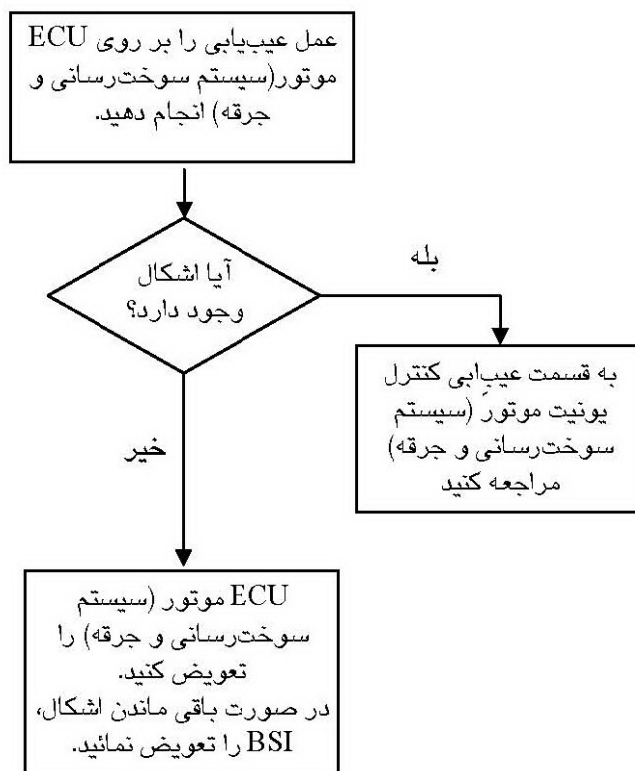 عمل عیب‌یابی را بر روی ECU
موتور(سیستم سوخت‌رسانی و
جرقه) انجام دهید.
آیا اشکال
وجود دارد؟
بله
به قسمت عیب‌ابی کنترل
یونیت موتور (سیستم
سوخت‌رسانی و جرقه)
مراجعه کنید
خیر
ECU موتور (سیستم
سوخت‌رسانی و جرقه) را
تعویض کنید.
در صورت باقی ماندن اشکال،
BSI را تعویض نمائید.